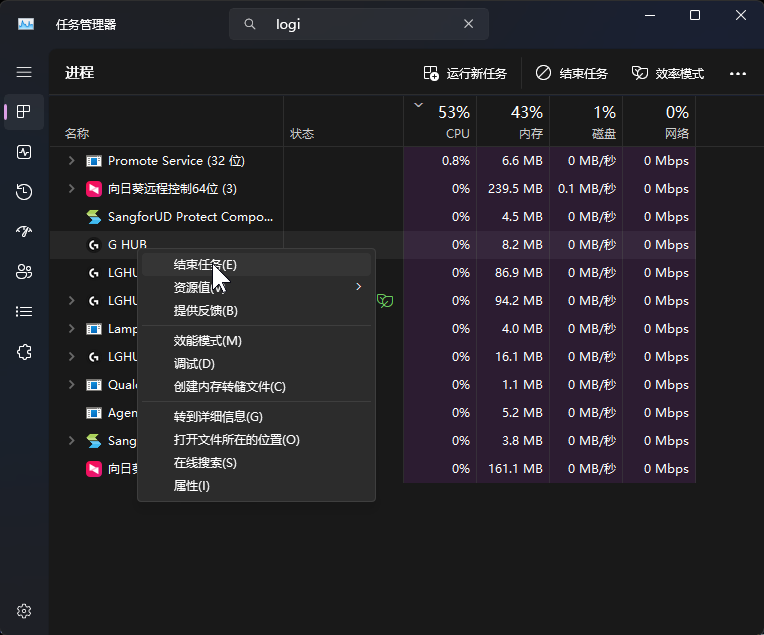 任务管理器
logi
进程
运行新任务
结束任务
效率模式
53% 43% 1% 0%
名称 状态 CPU 内存 磁盘 网络
Promote Service (32 位) 0.8% 6.6 MB 0 MB/秒 0 Mbps
向日葵远程控制64位 (3) 0% 239.5 MB 0.1 MB/秒 0 Mbps
SangforUD Protect Compo... 0% 4.5 MB 0 MB/秒 0 Mbps
G HUB 0% 8.2 MB 0 MB/秒 0 Mbps
LGHU 0% 86.9 MB 0 MB/秒 0 Mbps
LGHU 0% 94.2 MB 0 MB/秒 0 Mbps
Lamp 0% 4.0 MB 0 MB/秒 0 Mbps
LGHU 0% 16.1 MB 0 MB/秒 0 Mbps
Qual 0% 1.1 MB 0 MB/秒 0 Mbps
Agen 0% 5.2 MB 0 MB/秒 0 Mbps
Sang 0% 3.8 MB 0 MB/秒 0 Mbps
向日 0% 161.1 MB 0 MB/秒 0 Mbps
结束任务(E)
资源值
提供反馈(B)
效能模式(M)
调试(D)
创建内存转储文件(C)
转到详细信息(G)
打开文件所在的位置(O)
在线搜索(S)
属性(I)